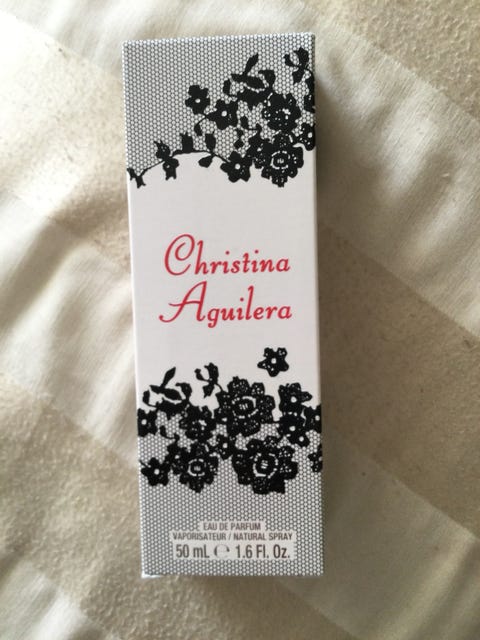 Christina
Aguilera
EAU DE PARFUM
VAPORISATEUR / NATURAL SPRAY
50 mL ℮ 1.6 Fl. Oz.